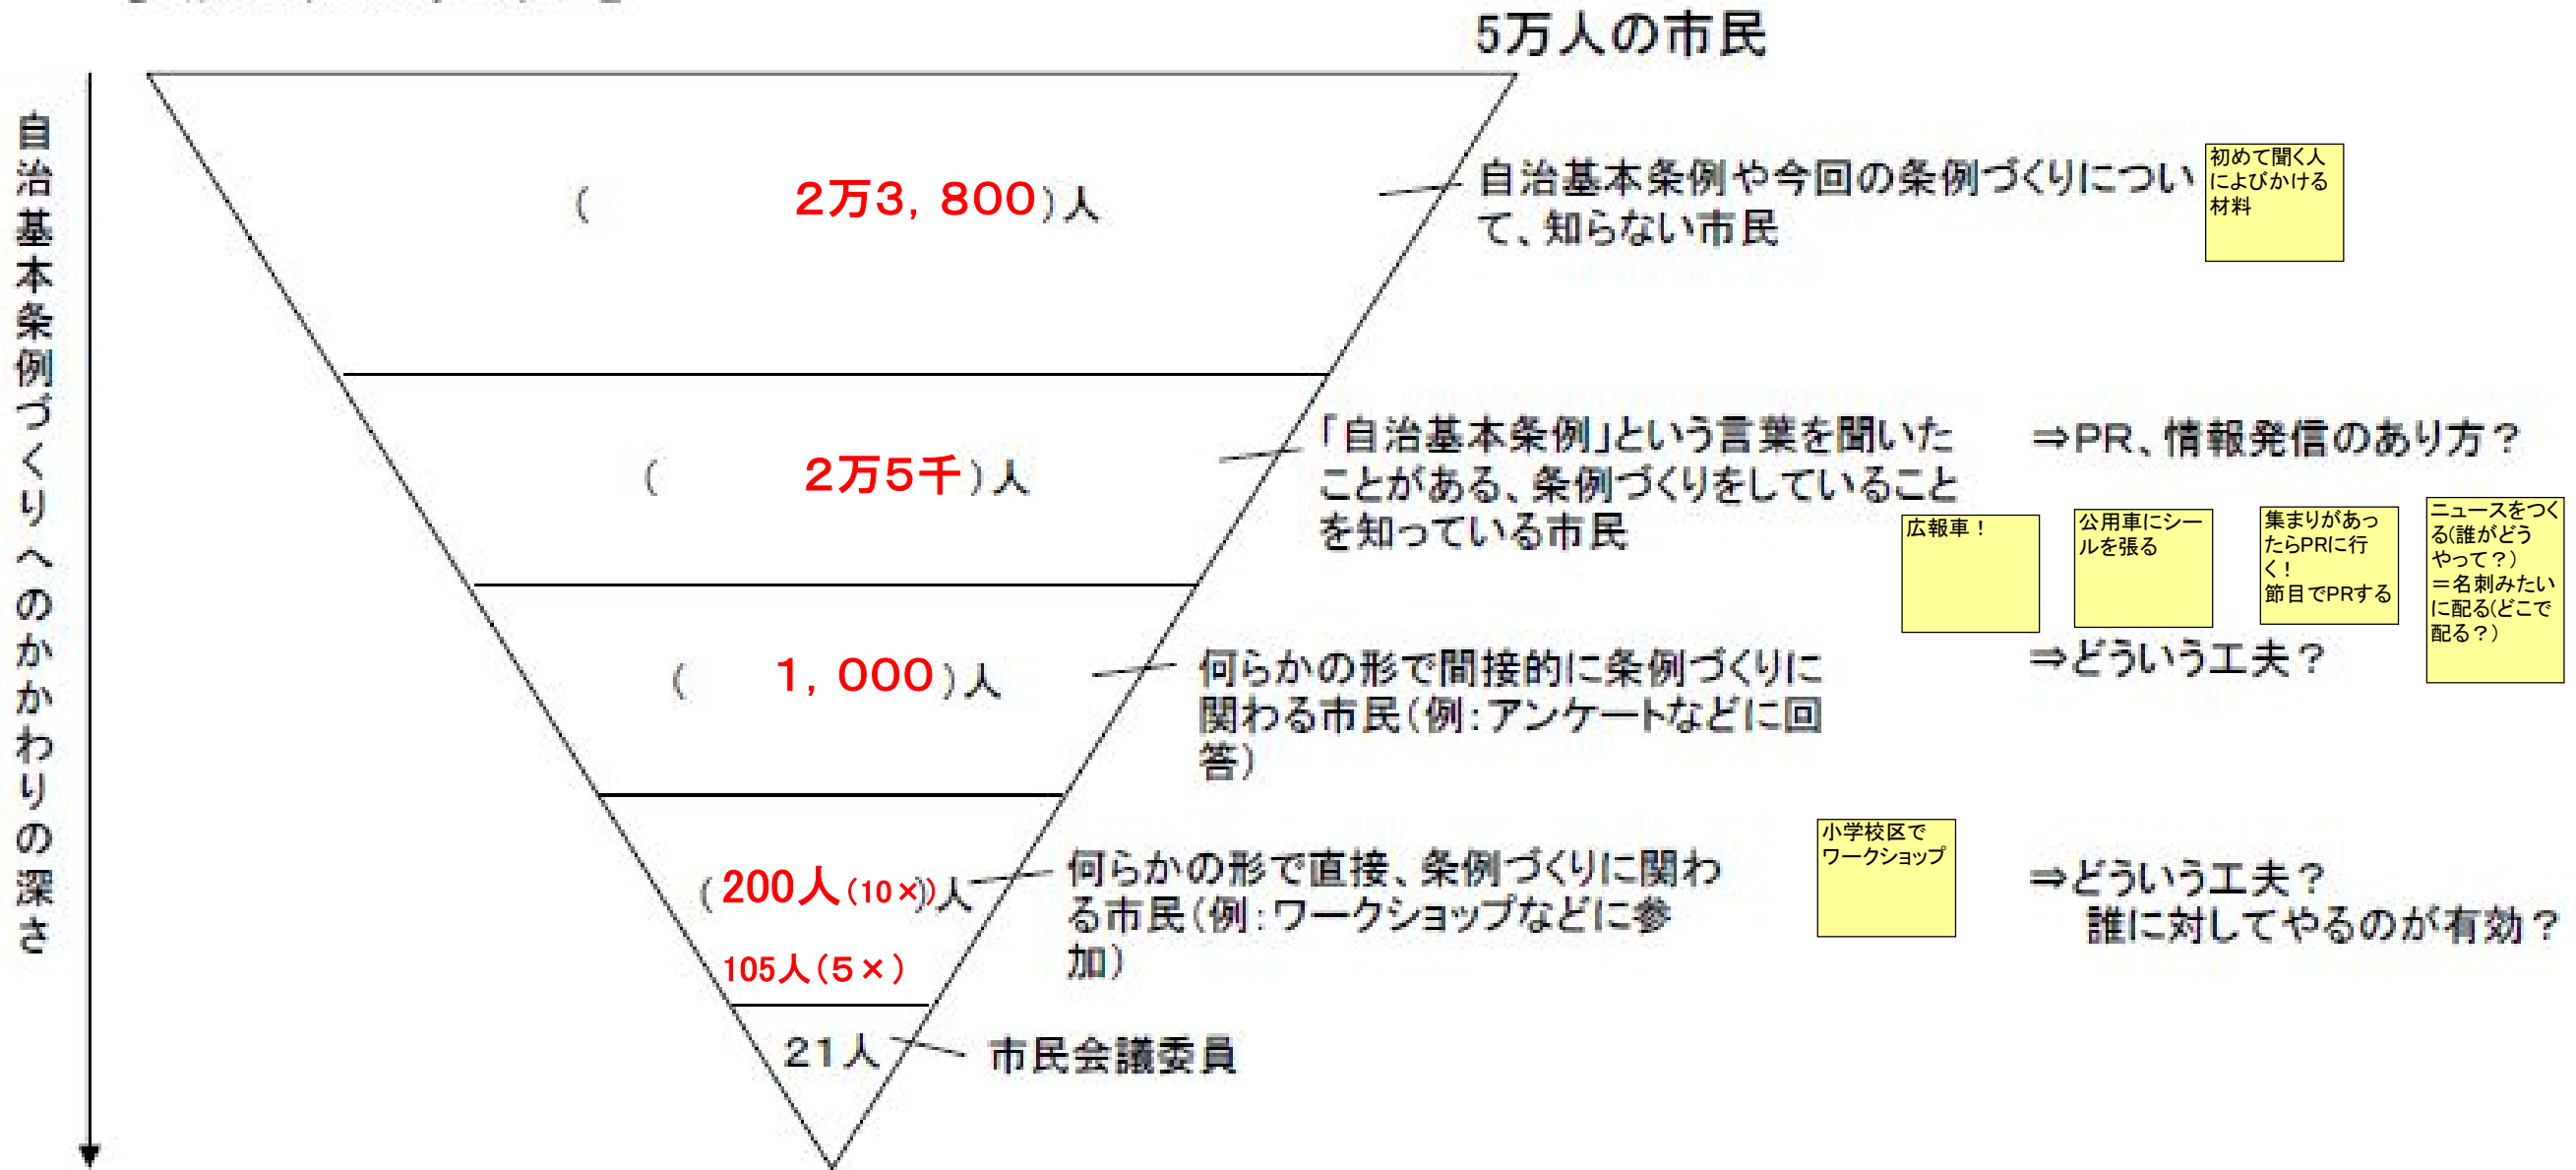 5万人の市民
自治基本条例づくりへのかかわりの深さ
(　2万3，800)人
自治基本条例や今回の条例づくりについ
て、知らない市民
初めて聞く人
によびかける
材料
(　2万5千)人
「自治基本条例」という言葉を聞いた
ことがある、条例づくりをしていること
を知っている市民
⇒PR、情報発信のあり方？
広報車！
公用車にシー
ルを張る
集まりがあっ
たらPRに行
く！
節目でPRする
ニュースをつく
る(誰がどう
やって？)
＝名刺みたい
に配る(どこで
配る？)
(　1，000)人
何らかの形で間接的に条例づくりに
関わる市民(例：アンケートなどに回
答)
⇒どういう工夫？
(200人(10×))人
105人(5×)
何らかの形で直接、条例づくりに関わ
る市民(例：ワークショップなどに参
加)
小学校区で
ワークショップ
⇒どういう工夫？
誰に対してやるのが有効？
21人
市民会議委員